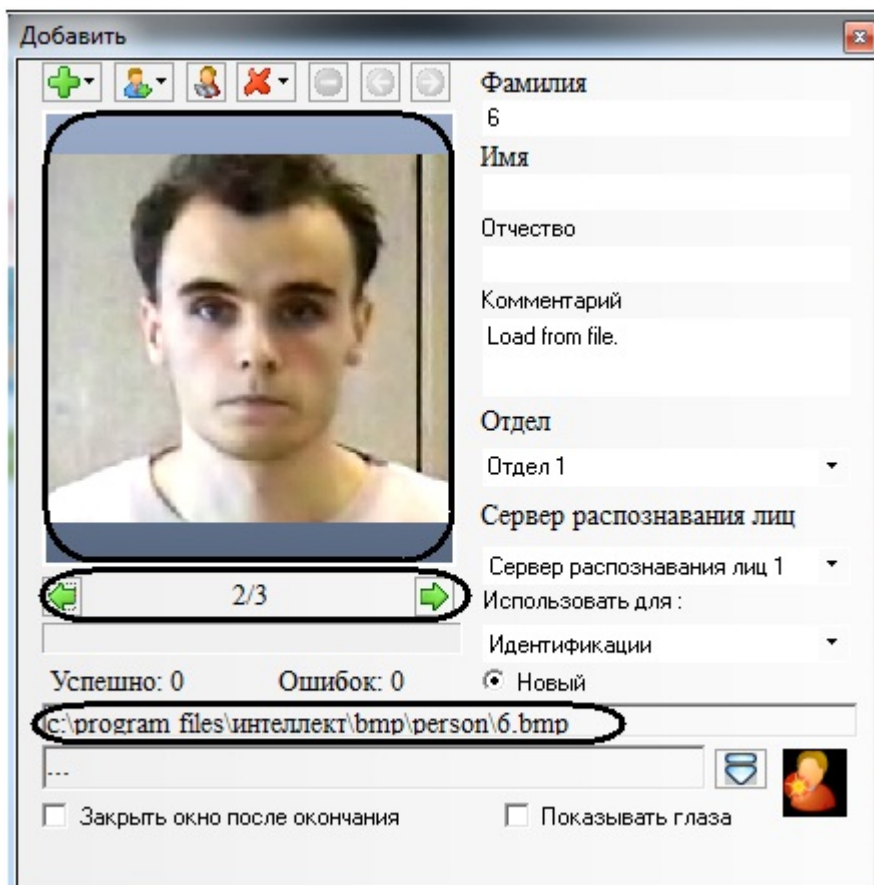 Добавить
Фамилия
6
Имя
Отчество
Комментарий
Load from file.
Отдел
Отдел 1
Сервер распознавания лиц
Сервер распознавания лиц 1
2/3
Использовать для :
Идентификации
Успешно: 0 Ошибок: 0
Новый
c:\program files\интеллект\bmp\person\6.bmp
...
Закрыть окно после окончания
Показывать глаза